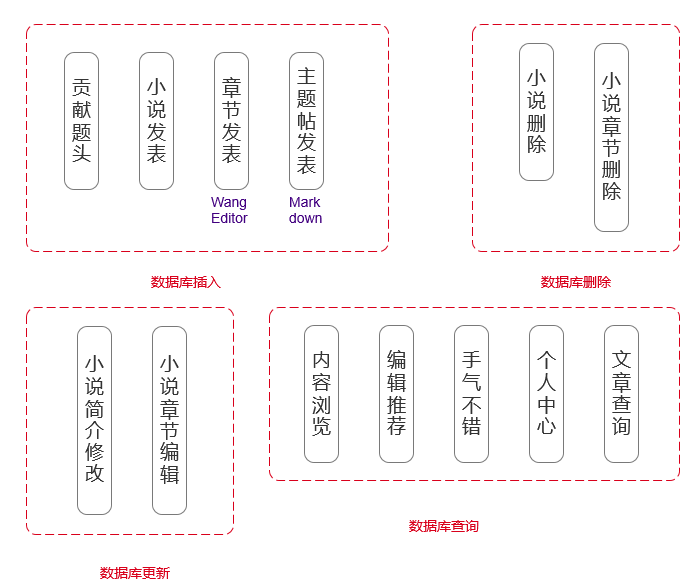 贡献题头
小说发表
章节发表
主题帖发表
Wang
Editor
Mark
down
数据库插入
小说删除
小说章节删除
数据库删除
小说简介修改
小说章节编辑
数据库更新
内容浏览
编辑推荐
手气不错
个人中心
文章查询
数据库查询